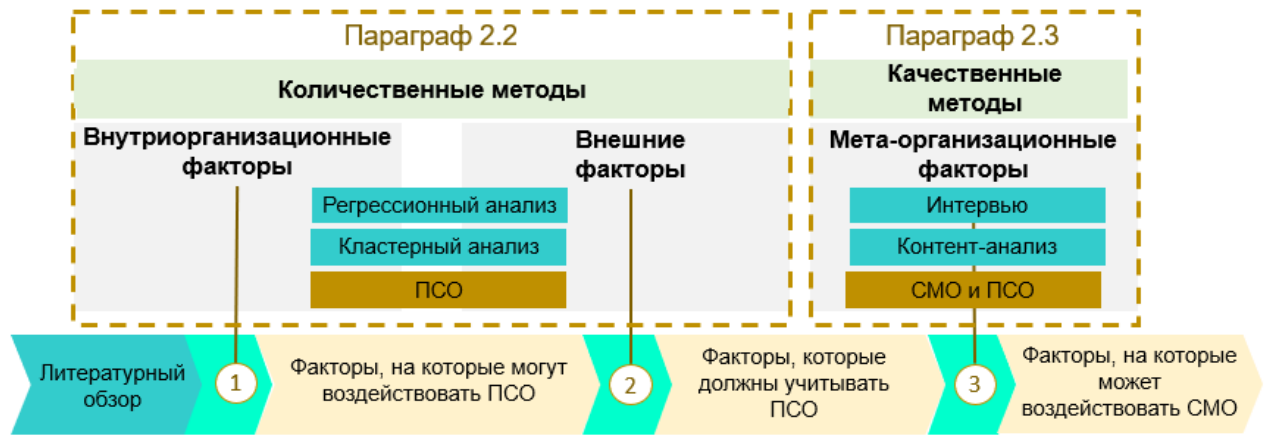 Параграф 2.2
Количественные методы
Внутриорганизационные
факторы
Внешние
факторы
Регрессионный анализ
Кластерный анализ
ПСО
Параграф 2.3
Качественные
методы
Мета-организационные
факторы
Интервью
Контент-анализ
СМО и ПСО
Литературный
обзор
1
Факторы, на которые могут
воздействовать ПСО
2
Факторы, которые
должны учитывать
ПСО
3
Факторы, на которые
может
воздействовать СМО